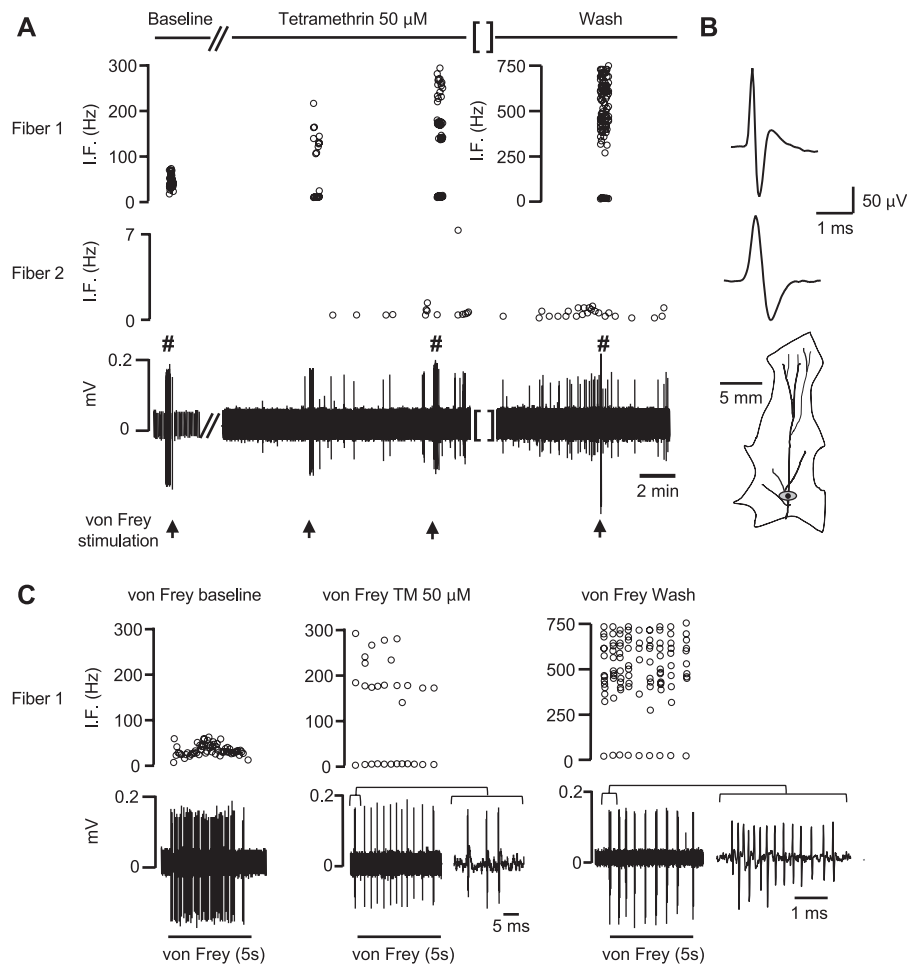 A
Baseline
Tetramethrin 50 µM
Wash
B
Fiber 1
I.F. (Hz)
300
200
100
0
I.F. (Hz)
750
500
250
0
50 µV
1 ms
Fiber 2
I.F. (Hz)
7
0
# # #
mV
0.2
0
2 min
5 mm
von Frey
stimulation
C
von Frey baseline
von Frey TM 50 µM
von Frey Wash
Fiber 1
I.F. (Hz)
300
200
100
0
300
200
100
0
750
500
250
0
mV
0.2
0
0.2
0
0.2
0
5 ms
1 ms
von Frey (5s)
von Frey (5s)
von Frey (5s)